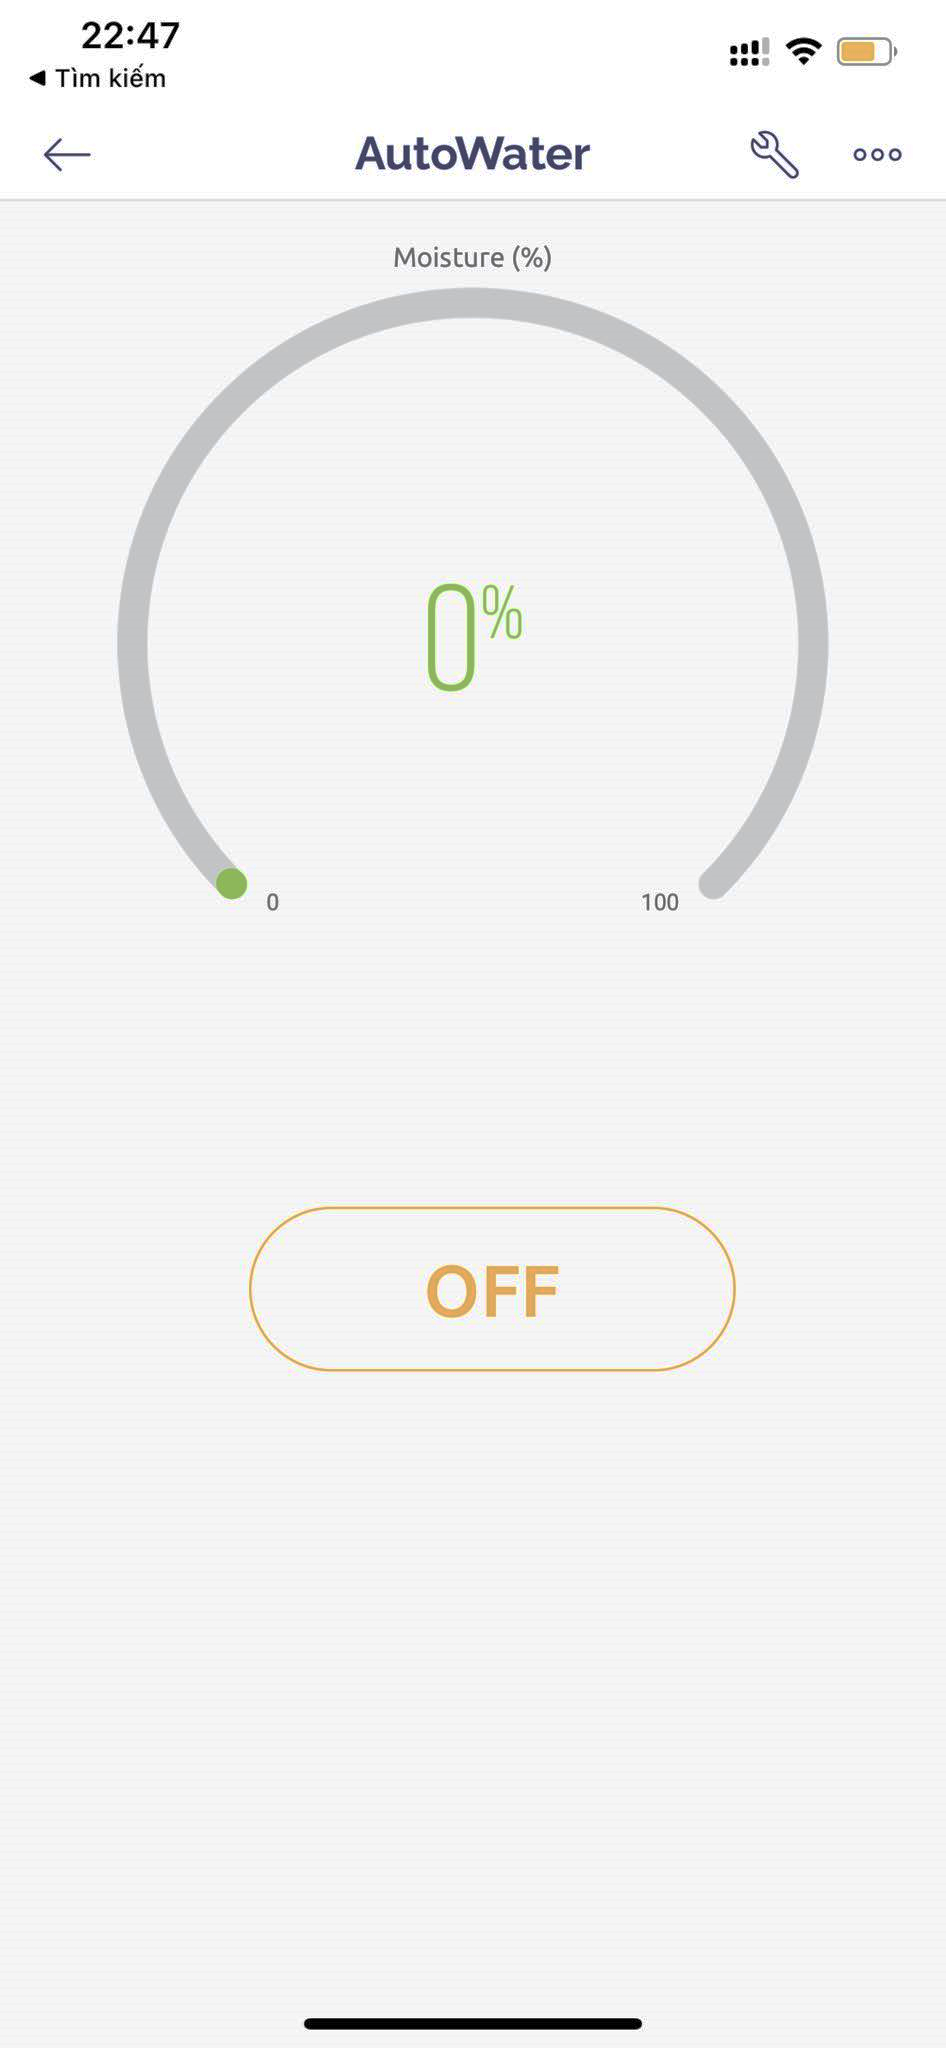 22:47
◀ Tìm kiếm
AutoWater
Moisture (%)
0%
0 100
OFF